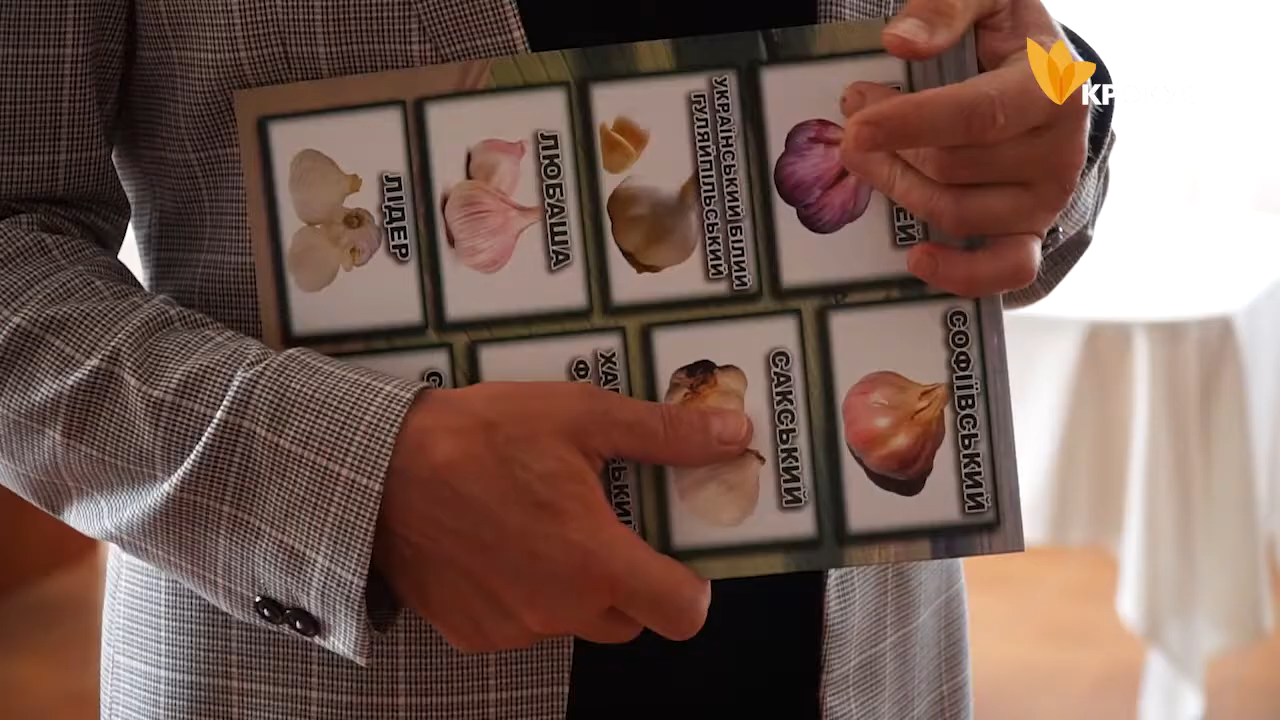 ЛІДЕР
ЛЮБАША
УКРАЇНСЬКИЙ БІЛИЙ
ГУЛЯЙПІЛЬСЬКИЙ
САКСЬКИЙ
СОФІЇВСЬКИЙ